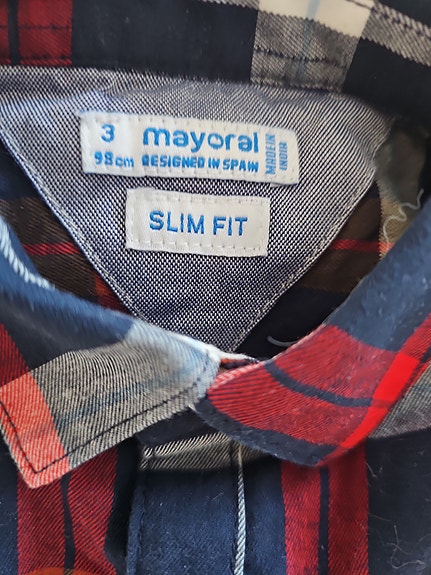 3 mayoral
98cm DESIGNED IN SPAIN
MADE IN
INDIA
SLIM FIT